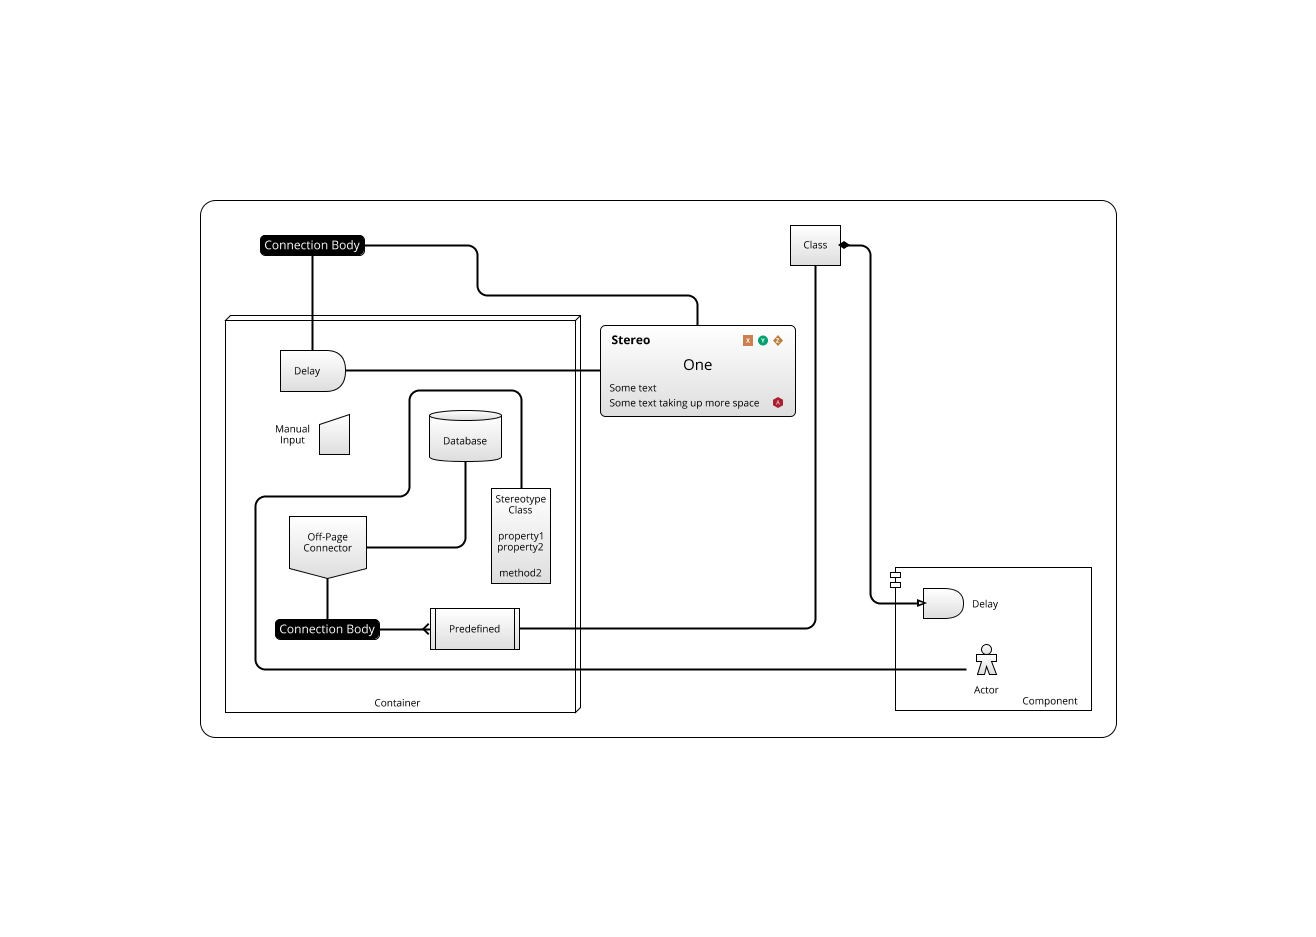 Connection Body
Class
Stereo
X
Y
Z
One
Some text
Some text taking up more space
A
Delay
Manual
Input
Database
Stereotype
Class
property1
property2
method2
Off-Page
Connector
Connection Body
Predefined
Container
Delay
Actor
Component